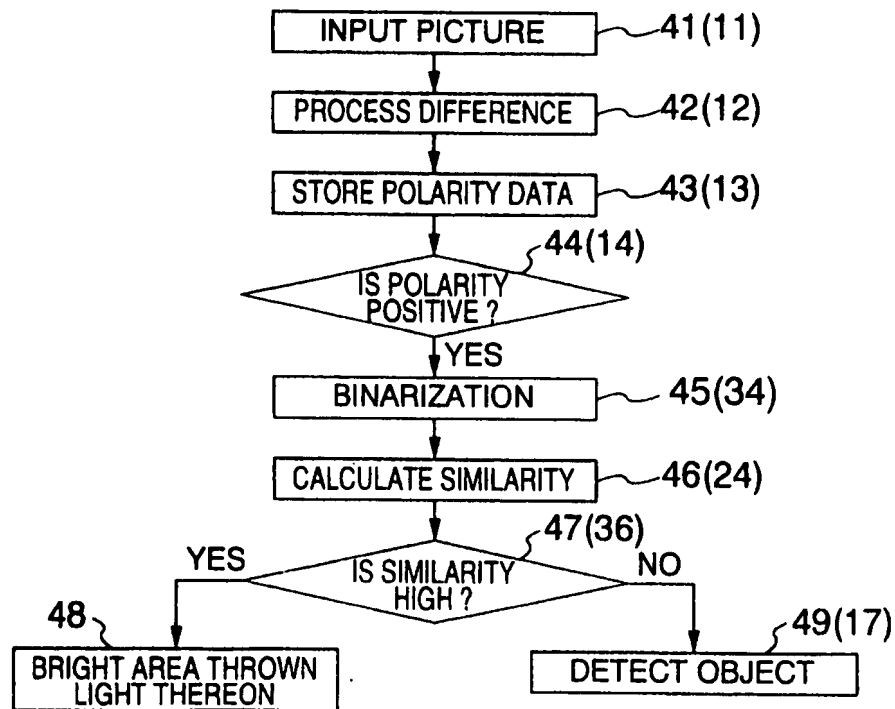 INPUT PICTURE
41(11)
PROCESS DIFFERENCE
42(12)
STORE POLARITY DATA
43(13)
44(14)
IS POLARITY
POSITIVE ?
YES
BINARIZATION
45(34)
CALCULATE SIMILARITY
46(24)
47(36)
YES
IS SIMILARITY
HIGH ?
NO
48
BRIGHT AREA THROWN
LIGHT THEREON
49(17)
DETECT OBJECT